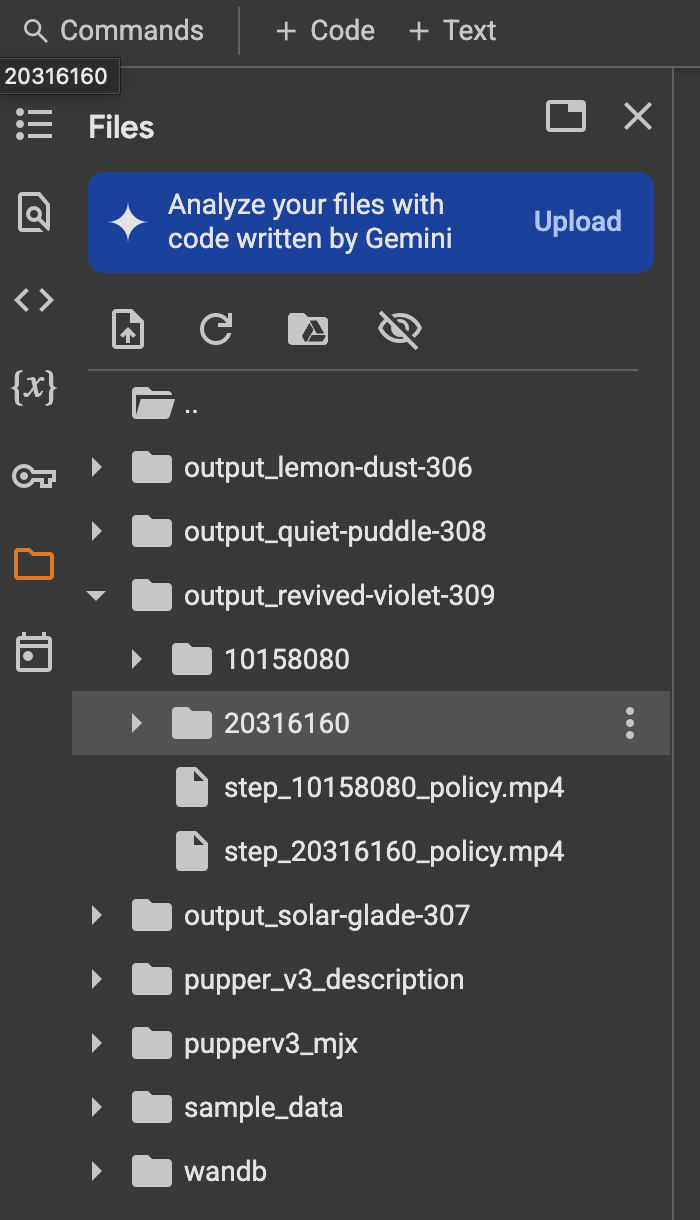 Commands
+ Code
+ Text
20316160
Files
Analyze your files with
code written by Gemini
Upload
{x}
..
output_lemon-dust-306
output_quiet-puddle-308
output_revived-violet-309
10158080
20316160
step_10158080_policy.mp4
step_20316160_policy.mp4
output_solar-glade-307
pupper_v3_description
pupperv3_mjx
sample_data
wandb